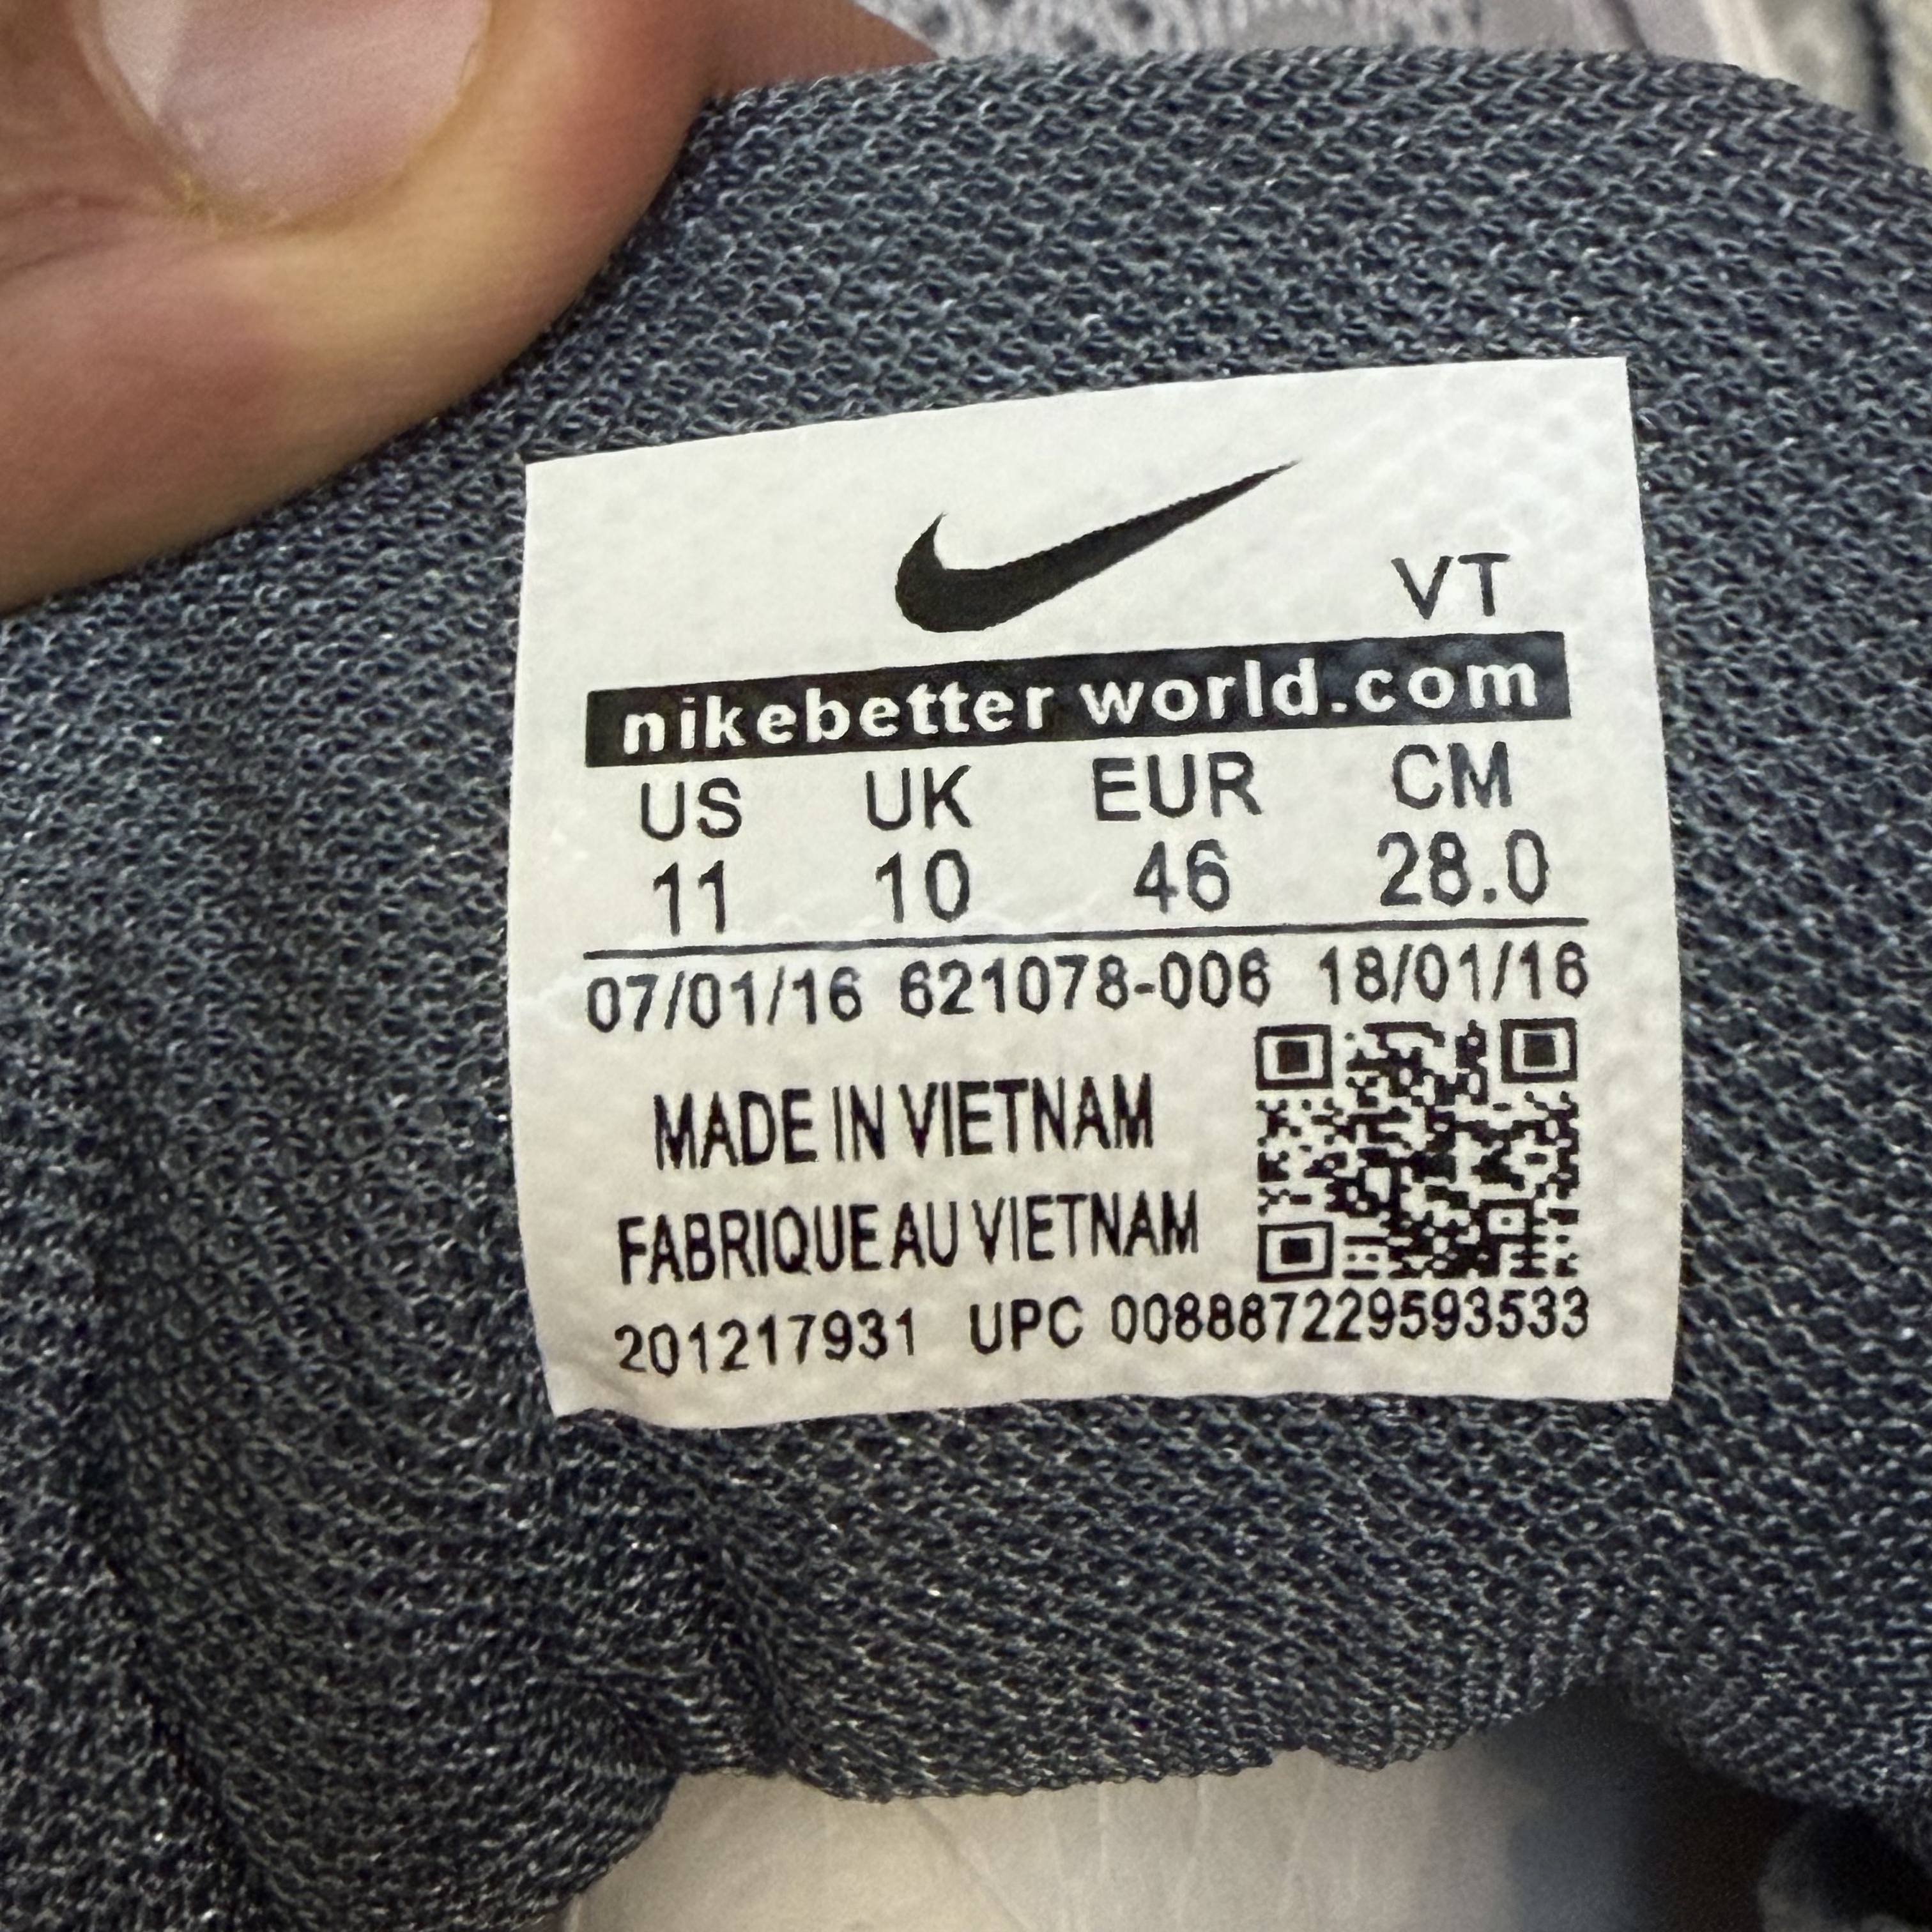 VT
nikebetter world.com
US UK EUR CM
11 10 46 28.0
07/01/16 621078-006 18/01/16
MADE IN VIETNAM
FABRIQUE AU VIETNAM
201217931 UPC 008887229593533